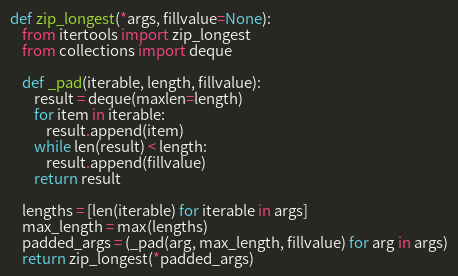 def zip_longest(*args, fillvalue=None):
    from itertools import zip_longest
    from collections import deque

    def _pad(iterable, length, fillvalue):
        result = deque(maxlen=length)
        for item in iterable:
            result.append(item)
        while len(result) < length:
            result.append(fillvalue)
        return result

    lengths = [len(iterable) for iterable in args]
    max_length = max(lengths)
    padded_args = (_pad(arg, max_length, fillvalue) for arg in args)
    return zip_longest(*padded_args)